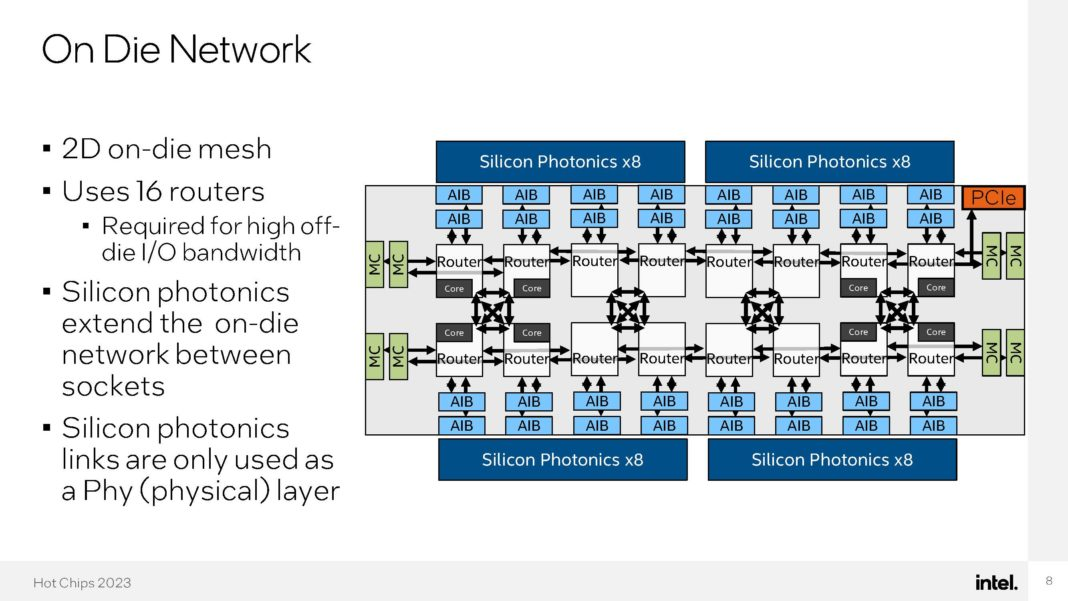 On Die Network
▪ 2D on-die mesh
▪ Uses 16 routers
▪ Required for high off-
die I/O bandwidth
▪ Silicon photonics
extend the on-die
network between
sockets
▪ Silicon photonics
links are only used as
a Phy (physical) layer
Silicon Photonics x8 Silicon Photonics x8
AIB AIB AIB AIB AIB AIB AIB AIB PCIe
AIB AIB AIB AIB AIB AIB AIB AIB
MC MC Router Router Router Router Router Router Router Router MC MC
Core Core Core Core
Core Core Core Core
MC MC Router Router Router Router Router Router Router Router MC MC
AIB AIB AIB AIB AIB AIB AIB AIB
AIB AIB AIB AIB AIB AIB AIB AIB
Silicon Photonics x8 Silicon Photonics x8
Hot Chips 2023 intel. 8